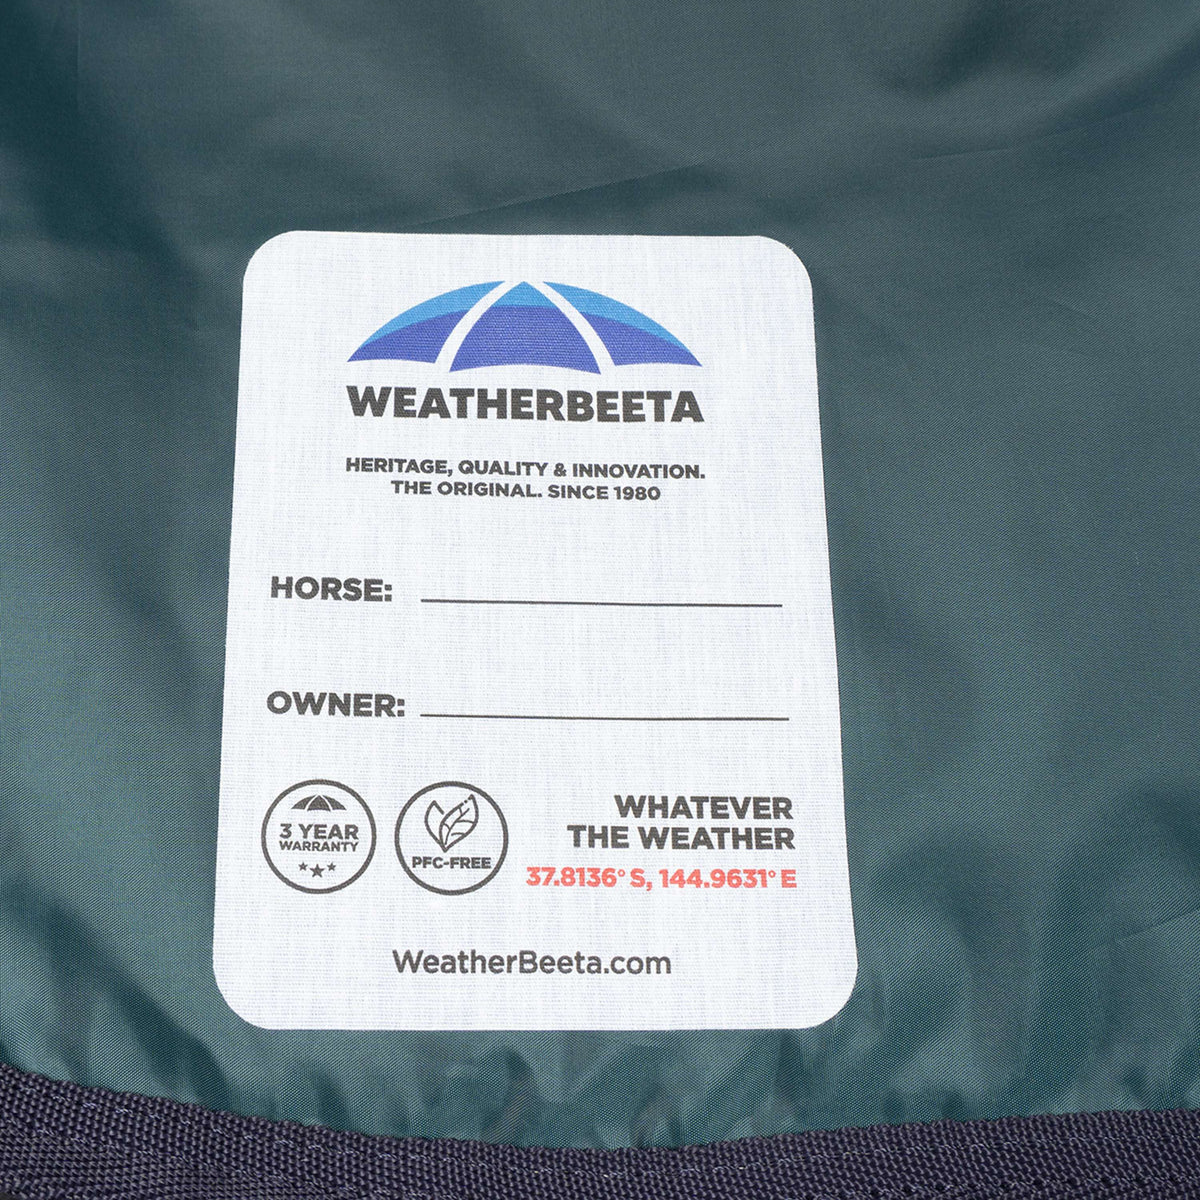 WEATHERBEETA
HERITAGE, QUALITY & INNOVATION.
THE ORIGINAL. SINCE 1980
HORSE:
OWNER:
3 YEAR
WARRANTY
PFC-FREE
WHATEVER
THE WEATHER
37.8136° S, 144.9631° E
WeatherBeeta.com